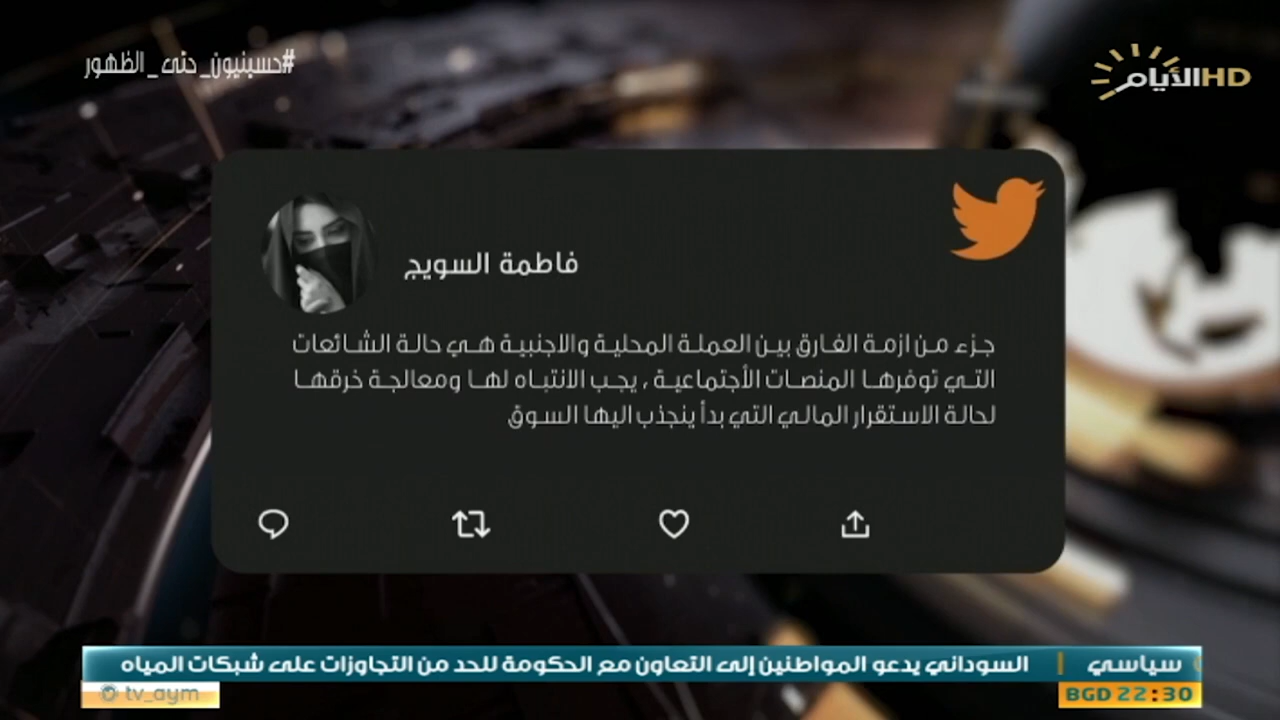 #حسينيون_حتى_الظهور
الأيام HD
فاطمة السويج
جزء من ازمة الفارق بين العملة المحلية والاجنبية هي حالة الشائعات
التي توفرها المنصات الأجتماعية ، يجب الانتباه لها ومعالجة خرقها
لحالة الاستقرار المالي التي بدأ ينجذب اليها السوق
سياسي | السوداني يدعو المواطنين إلى التعاون مع الحكومة للحد من التجاوزات على شبكات المياه
BGD 22:30
tv_aym